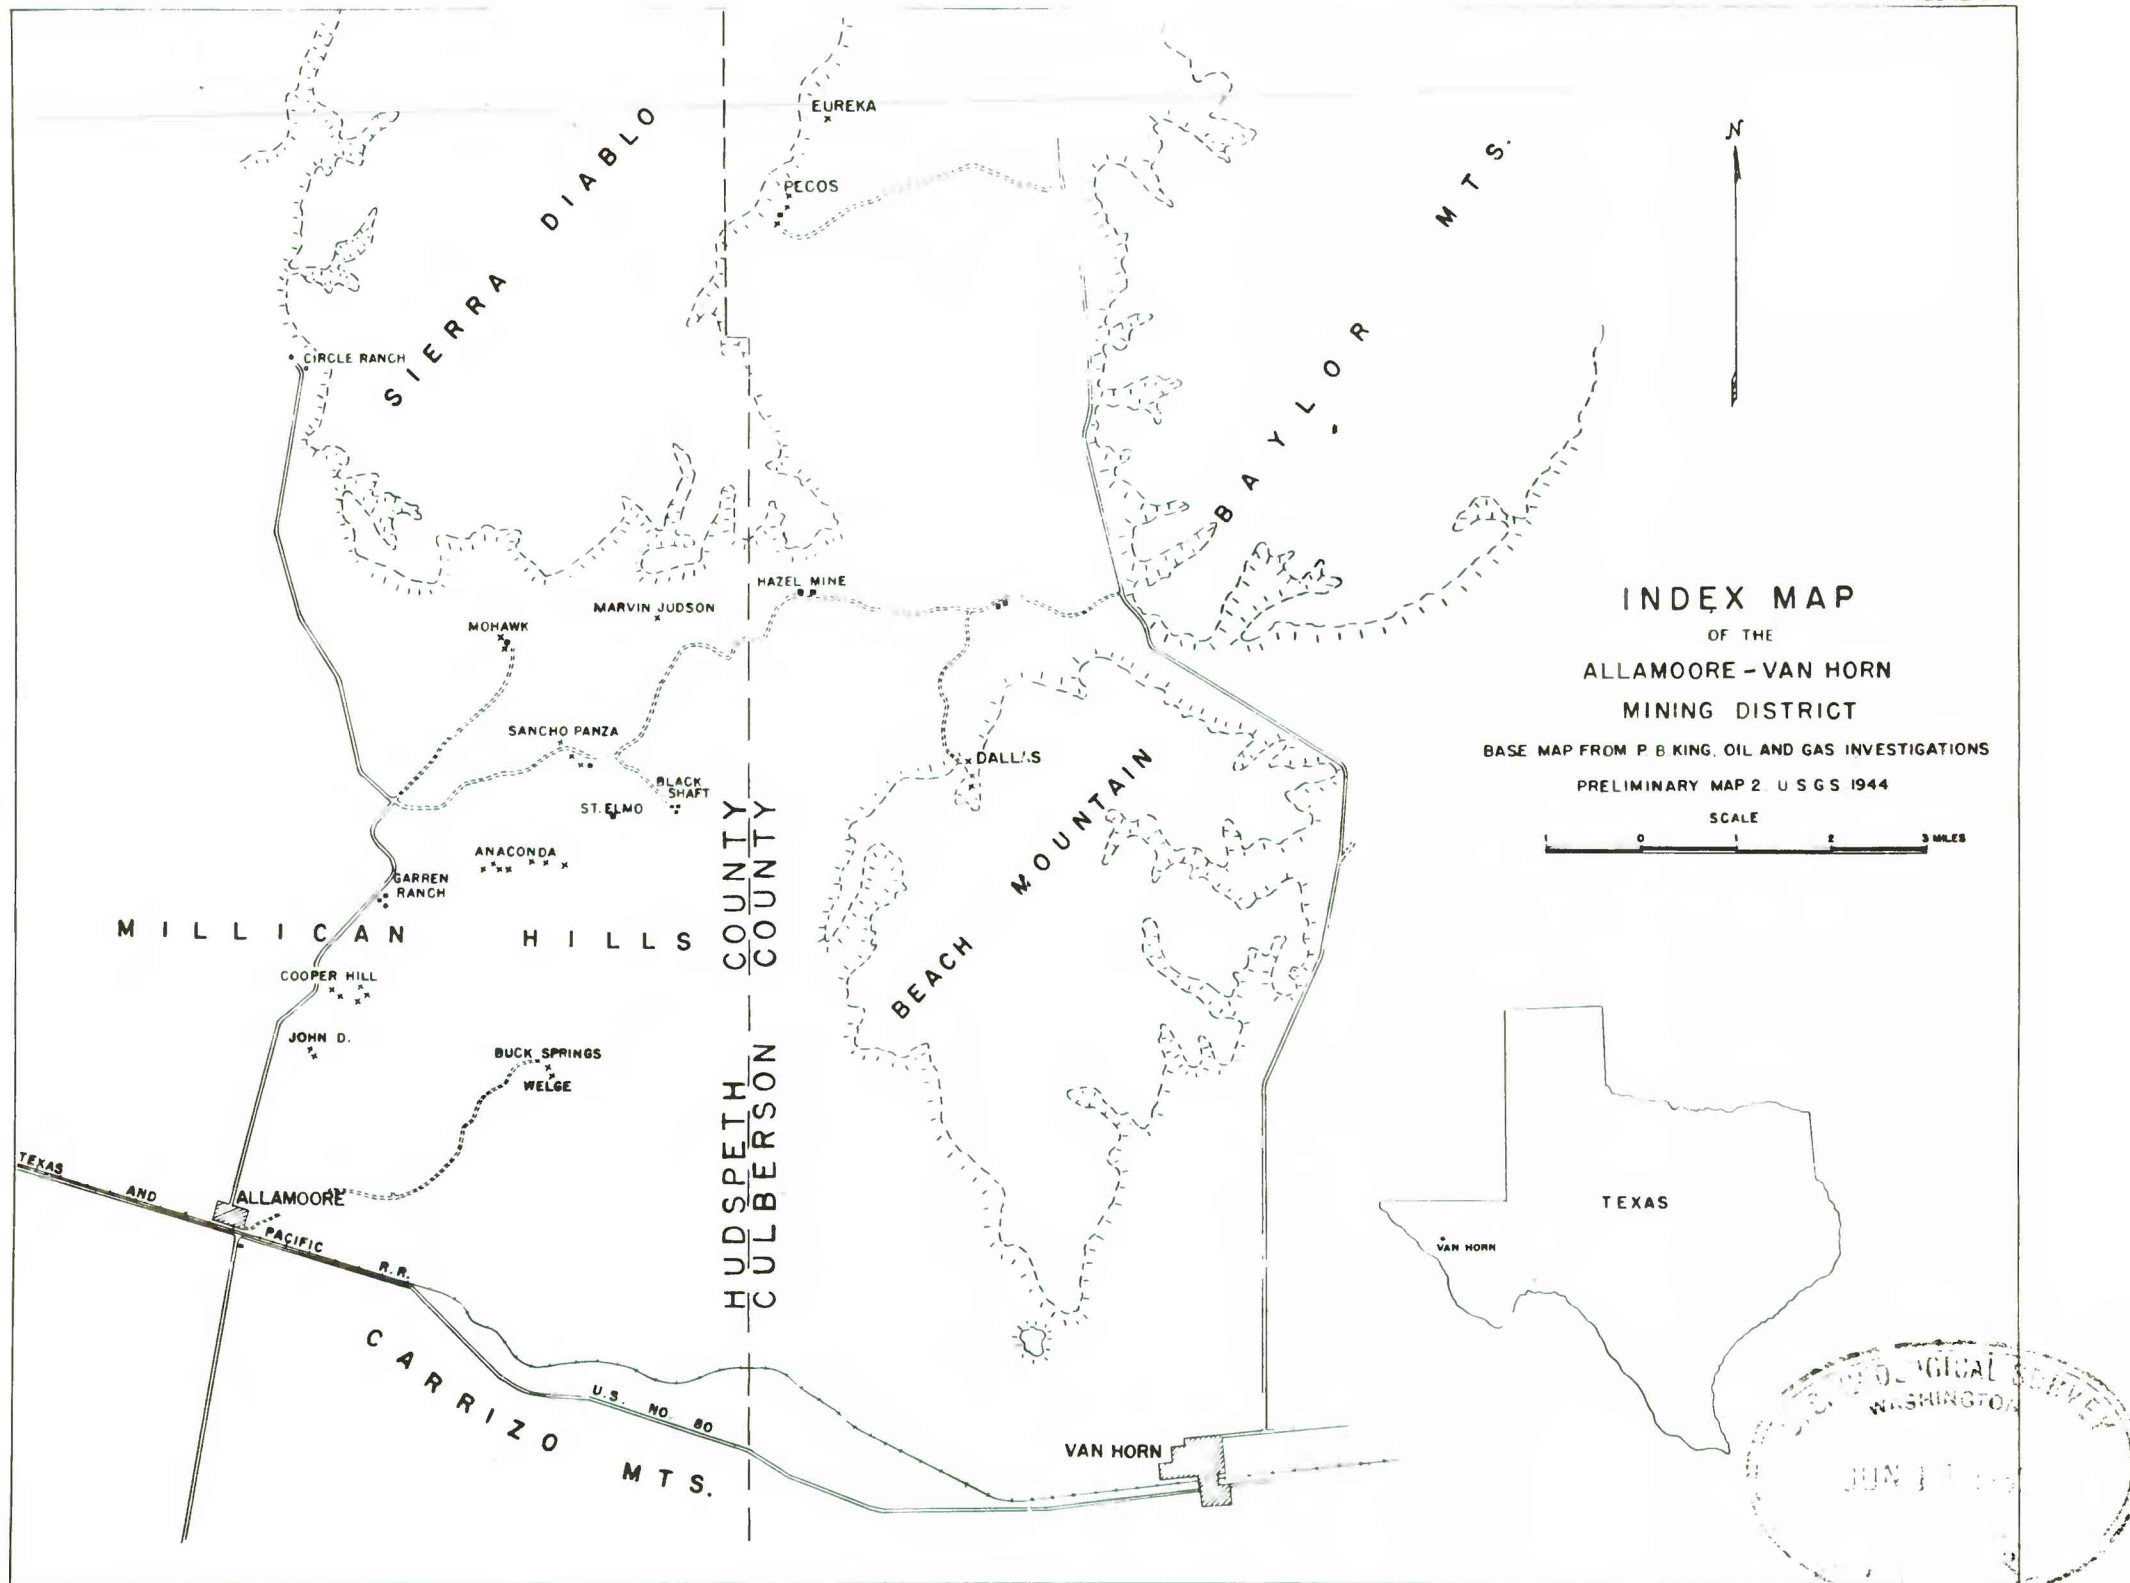 EUREKA
PECOS
N
SIERRA DIABLO
BAYLOR MTS.
CIRCLE RANCH
HAZEL MINE
MARVIN JUDSON
MOHAWK
INDEX MAP
OF THE
ALLAMOORE-VAN HORN
MINING DISTRICT
BASE MAP FROM P B KING, OIL AND GAS INVESTIGATIONS
PRELIMINARY MAP 2 U S G S 1944
SCALE
1 0 1 2 3 MILES
SANCHO PANZA
BLACK
SHAFT
ST. ELMO
DALLAS
BEACH MOUNTAIN
ANACONDA
GARREN
RANCH
MILLICAN HILLS
COOPER HILL
JOHN D.
BUCK SPRINGS
WELGE
HUDSPETH COUNTY
CULBERSON COUNTY
TEXAS AND PACIFIC R.R.
ALLAMOORE
CARRIZO MTS.
U.S. NO. 80
VAN HORN
TEXAS
VAN HORN
SURVEY
WASHINGTON
JUN